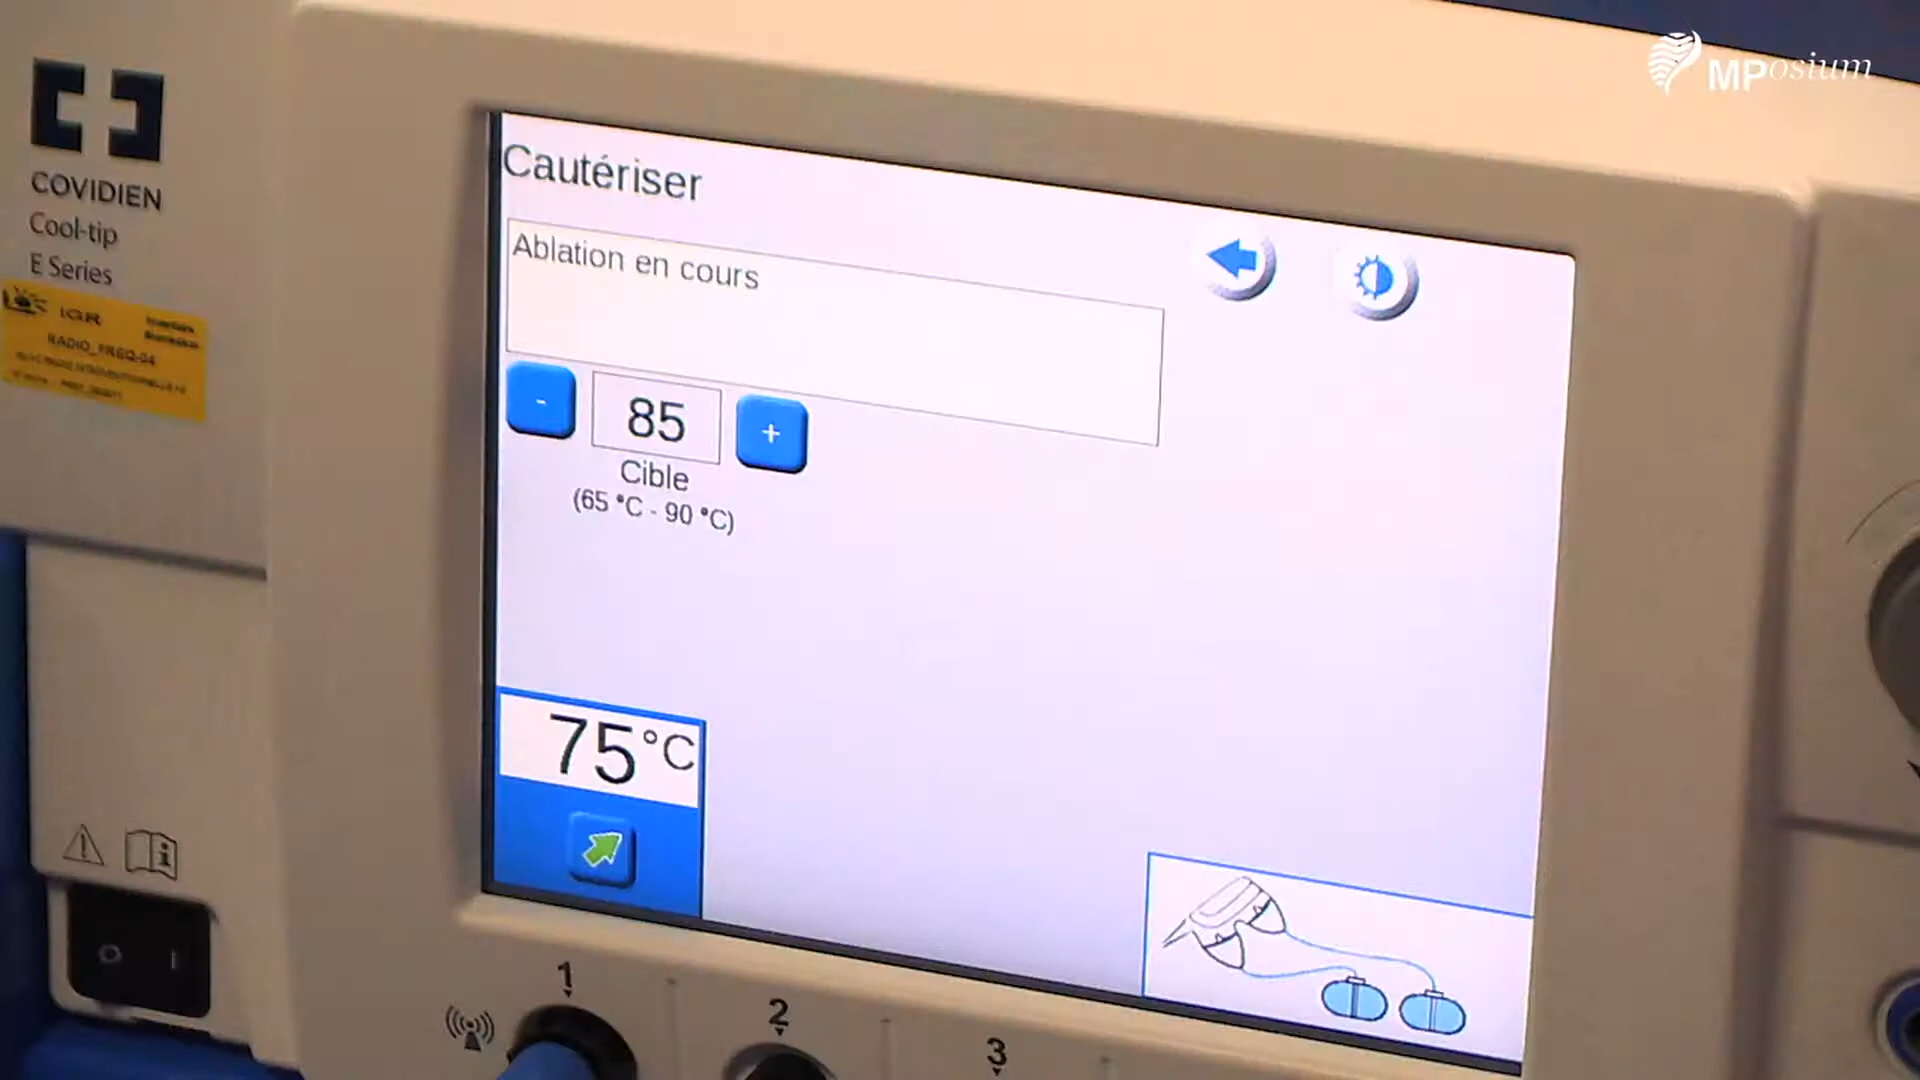 MPosium
COVIDIEN
Cool-tip
E Series
IGR
RADIO_FREQ-04
Cautériser
Ablation en cours
-
85
+
Cible
(65 °C - 90 °C)
75°C
O I
1
2
3